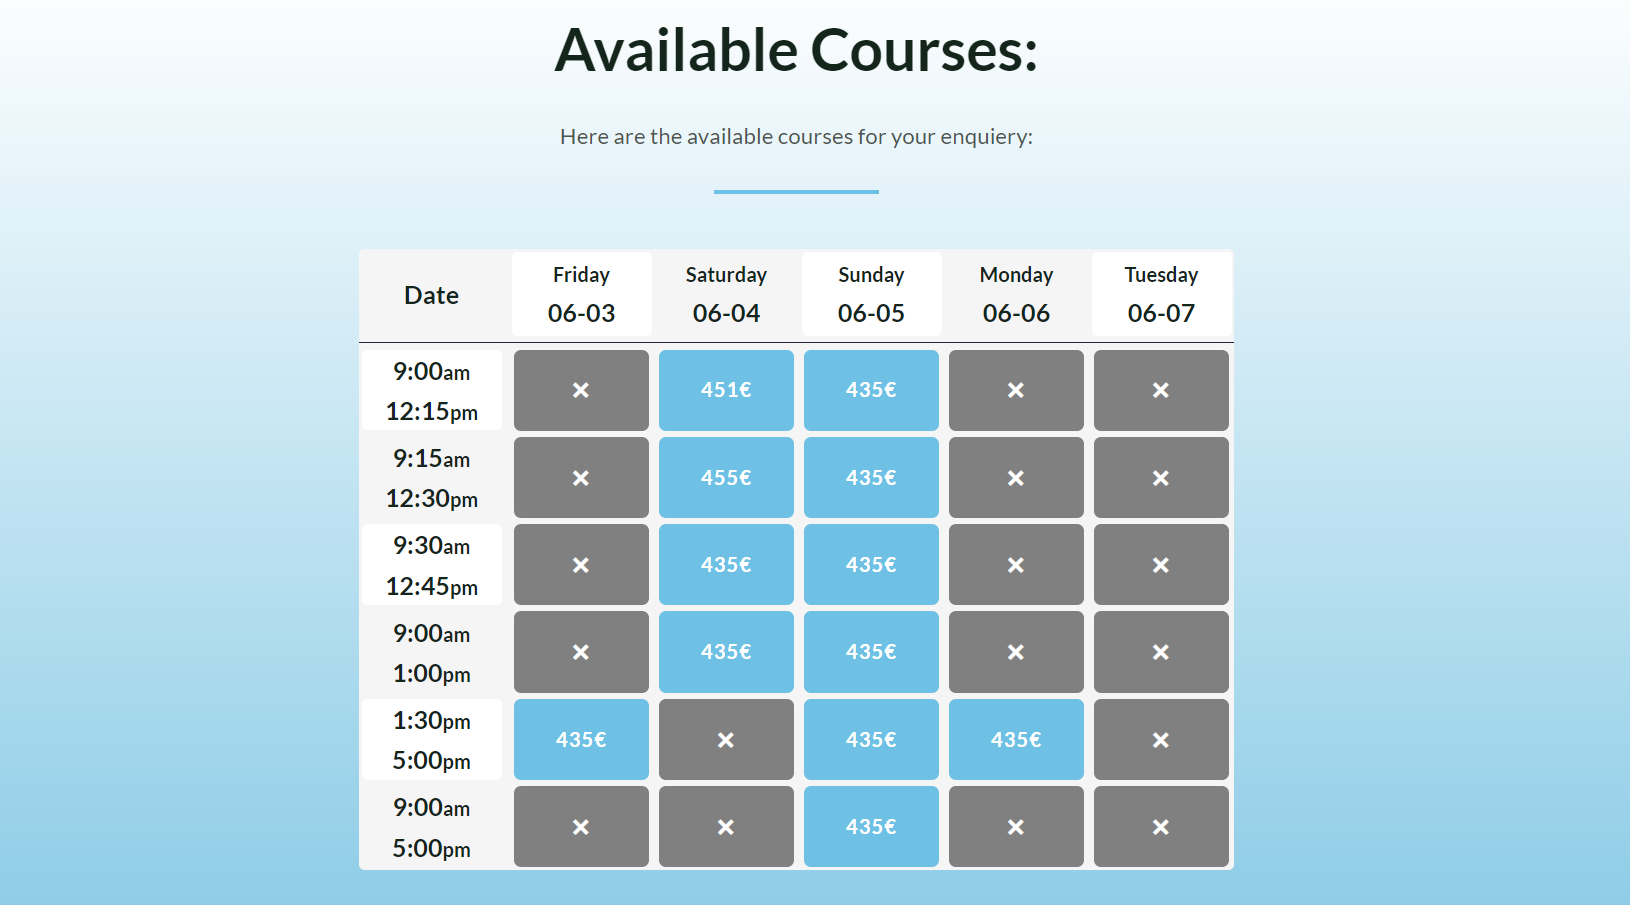 Available Courses:
Here are the available courses for your enquiery:
Date Friday Saturday Sunday Monday Tuesday
06-03 06-04 06-05 06-06 06-07
9:00am
12:15pm
× 451€ 435€ × ×
9:15am
12:30pm
× 455€ 435€ × ×
9:30am
12:45pm
× 435€ 435€ × ×
9:00am
1:00pm
× 435€ 435€ × ×
1:30pm
5:00pm
435€ × 435€ 435€ ×
9:00am
5:00pm
× × 435€ × ×